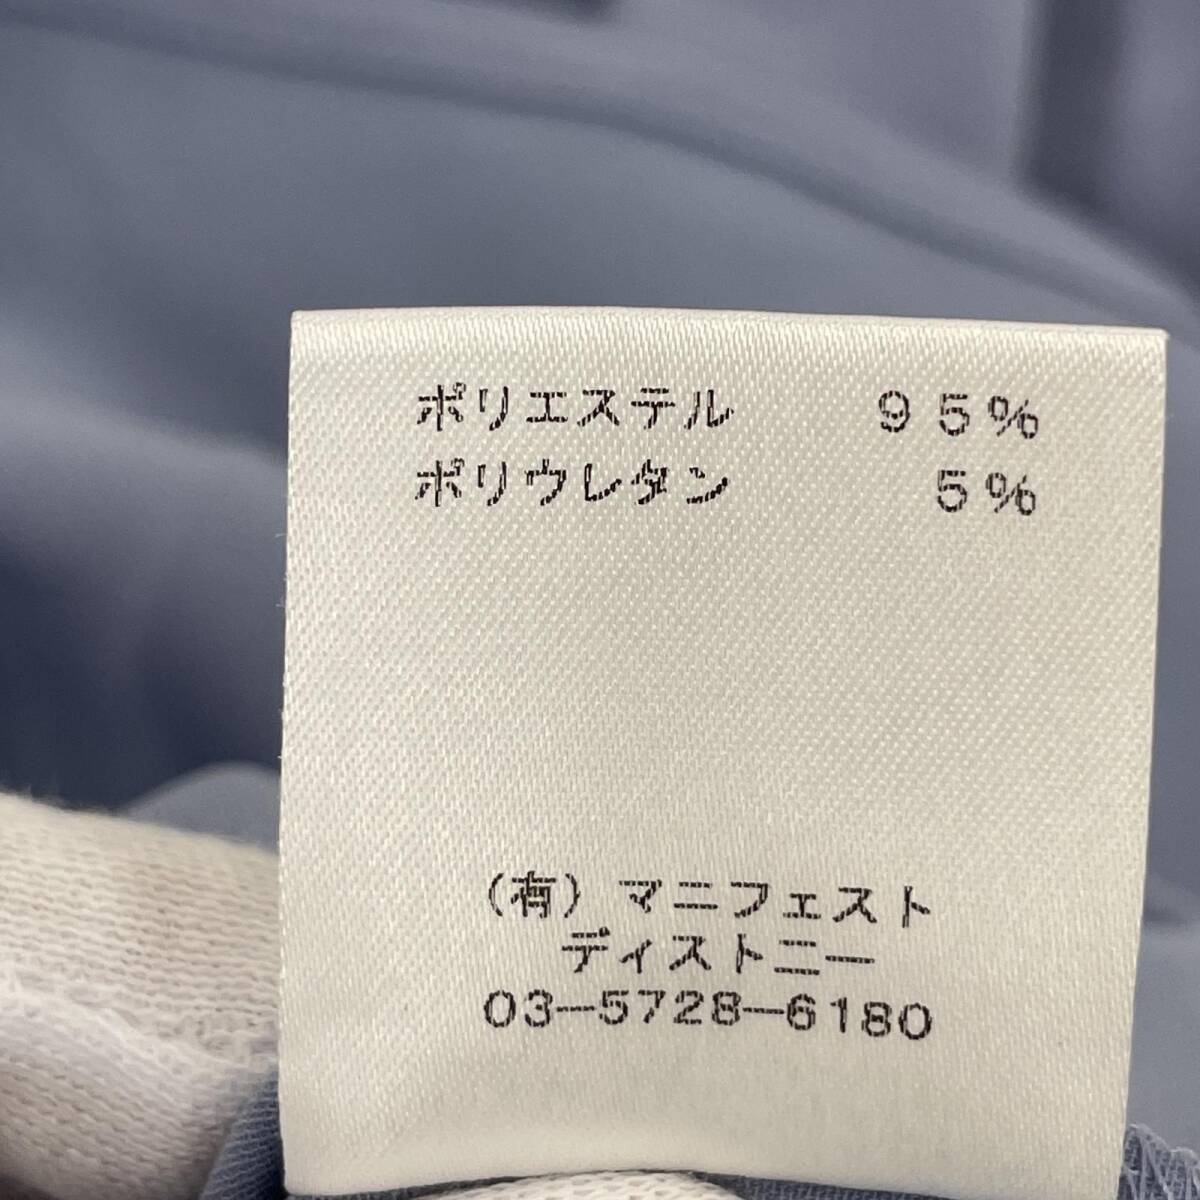 ポリエステル 95%
ポリウレタン 5%
(有)マニフェスト
ディストニー
03-5728-6180